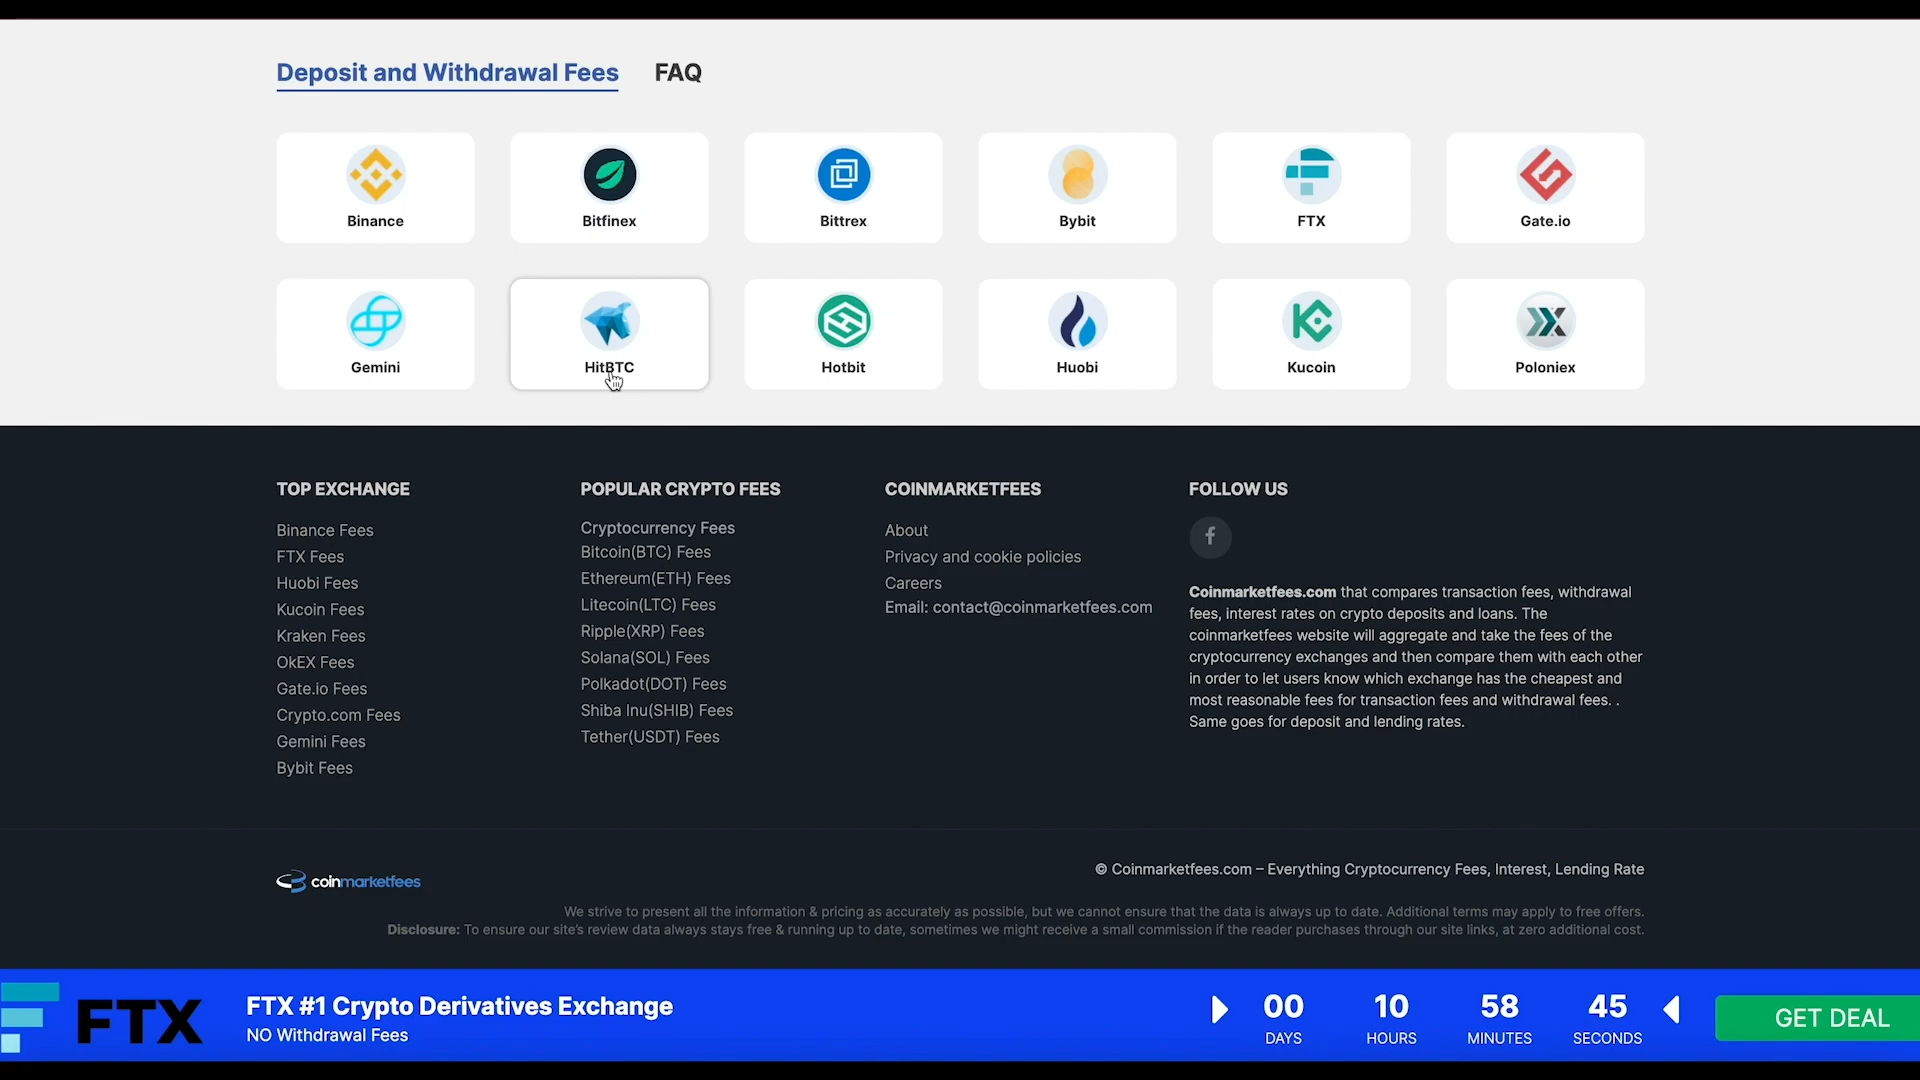 Deposit and Withdrawal Fees FAQ
Binance Bitfinex Bittrex Bybit FTX Gate.io
Gemini HitBTC Hotbit Huobi Kucoin Poloniex
TOP EXCHANGE
Binance Fees
FTX Fees
Huobi Fees
Kucoin Fees
Kraken Fees
OkEX Fees
Gate.io Fees
Crypto.com Fees
Gemini Fees
Bybit Fees
POPULAR CRYPTO FEES
Cryptocurrency Fees
Bitcoin(BTC) Fees
Ethereum(ETH) Fees
Litecoin(LTC) Fees
Ripple(XRP) Fees
Solana(SOL) Fees
Polkadot(DOT) Fees
Shiba Inu(SHIB) Fees
Tether(USDT) Fees
COINMARKETFEES
About
Privacy and cookie policies
Careers
Email: contact@coinmarketfees.com
FOLLOW US
Coinmarketfees.com that compares transaction fees, withdrawal
fees, interest rates on crypto deposits and loans. The
coinmarketfees website will aggregate and take the fees of the
cryptocurrency exchanges and then compare them with each other
in order to let users know which exchange has the cheapest and
most reasonable fees for transaction fees and withdrawal fees. .
Same goes for deposit and lending rates.
coinmarketfees
© Coinmarketfees.com – Everything Cryptocurrency Fees, Interest, Lending Rate
We strive to present all the information & pricing as accurately as possible, but we cannot ensure that the data is always up to date. Additional terms may apply to free offers.
Disclosure: To ensure our site's review data always stays free & running up to date, sometimes we might receive a small commission if the reader purchases through our site links, at zero additional cost.
FTX
FTX #1 Crypto Derivatives Exchange
NO Withdrawal Fees
00 10 58 45
DAYS HOURS MINUTES SECONDS
GET DEAL